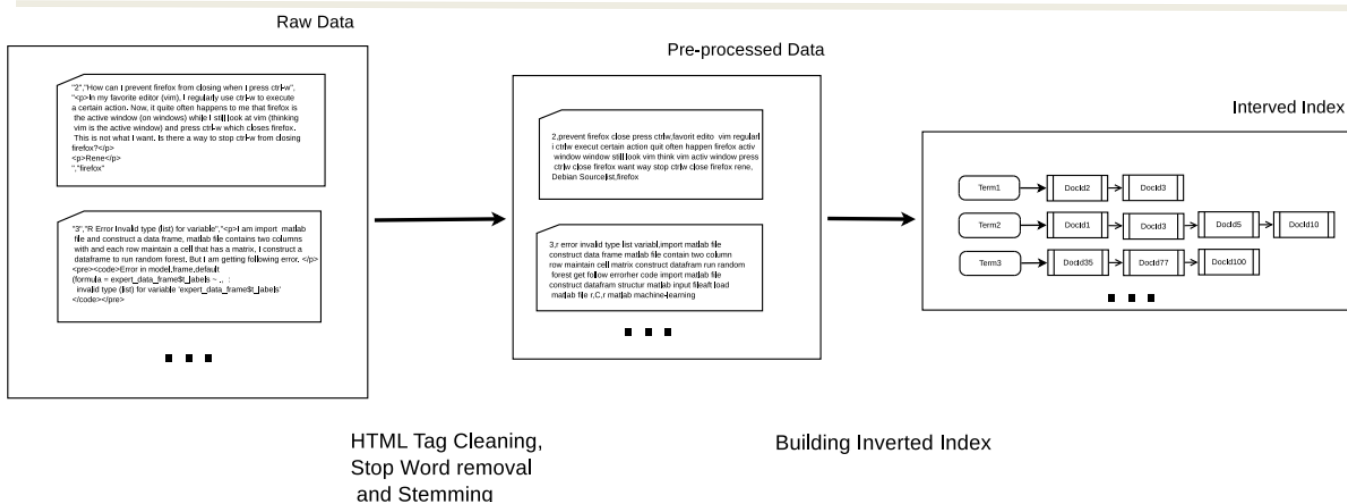 Raw Data
"2","How can I prevent firefox from closing when I press ctrl-w",
"<p>In my favorite editor (vim), I regularly use ctrl-w to execute
a certain action. Now, it quite often happens to me that firefox is
the active window (on windows) while I still look at vim (thinking
vim is the active window) and press ctrl-w which closes firefox.
This is not what I want. Is there a way to stop ctrl-w from closing
firefox?</p>
<p>Rene</p>
","firefox"
"3","R Error Invalid type (list) for variable","<p>I am import matlab
file and construct a data frame, matlab file contains two columns
with and each row maintain a cell that has a matrix, I construct a
dataframe to run random forest. But I am getting following error. </p>
<pre><code>Error in model.frame.default
(formula = expert_data_frame$t_labels ~ ., :
invalid type (list) for variable 'expert_data_frame$t_labels'
</code></pre>
HTML Tag Cleaning,
Stop Word removal
and Stemming
Pre-processed Data
2,prevent firefox close press ctrlw,favorit edito vim regularl
i ctrlw execut certain action quit often happen firefox activ
window window still look vim think vim activ window press
ctrlw close firefox want way stop ctrlw close firefox rene,
Debian Sourcelist,firefox
3,r error invalid type list variabl,import matlab file
construct data frame matlab file contain two column
row maintain cell matrix construct datafram run random
forest get follow errorher code import matlab file
construct datafram structur matlab input fileaft load
matlab file r,C,r matlab machine-learning
Building Inverted Index
Interved Index
Term1 DocId2 DocId3
Term2 DocId1 DocId3 DocId5 DocId10
Term3 DocId35 DocId77 DocId100